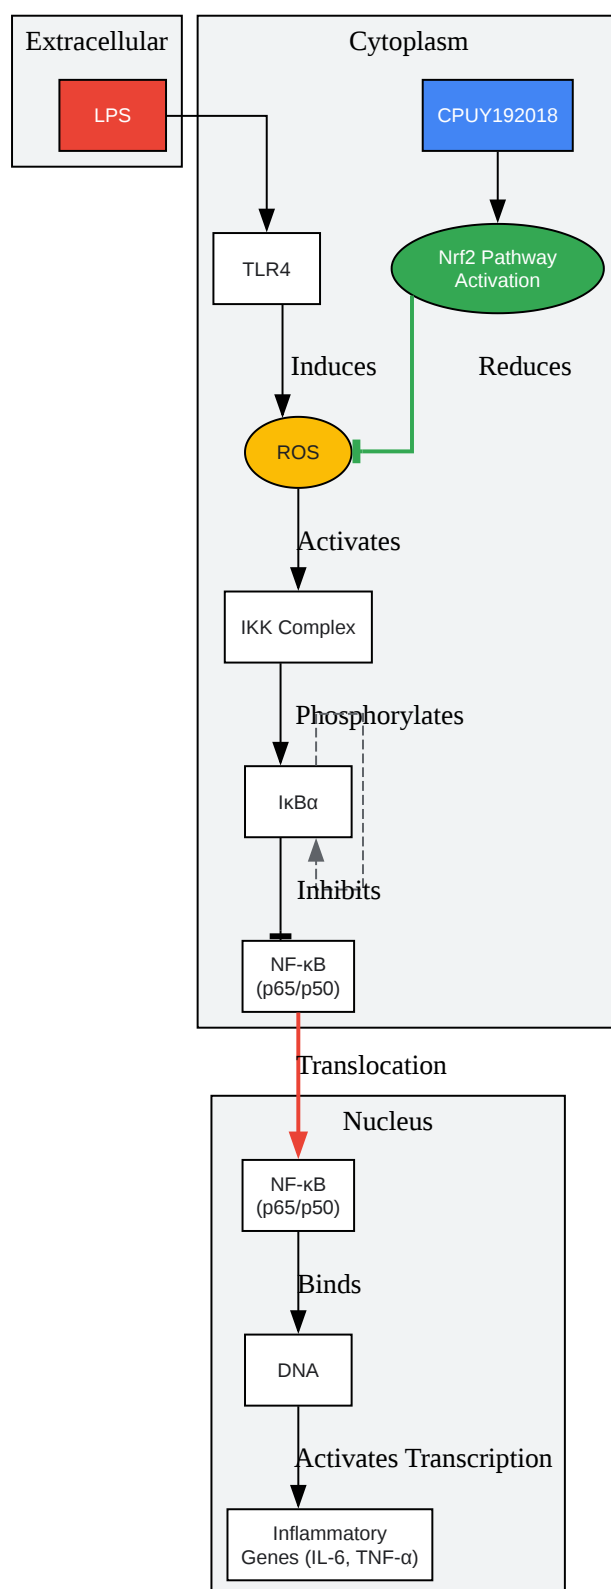 Extracellular
Cytoplasm
LPS
CPUY192018
TLR4
Nrf2 Pathway
Activation
Induces
Reduces
ROS
Activates
IKK Complex
Phosphorylates
IκBα
Inhibits
NF-κB
(p65/p50)
Translocation
Nucleus
NF-κB
(p65/p50)
Binds
DNA
Activates Transcription
Inflammatory
Genes (IL-6, TNF-α)